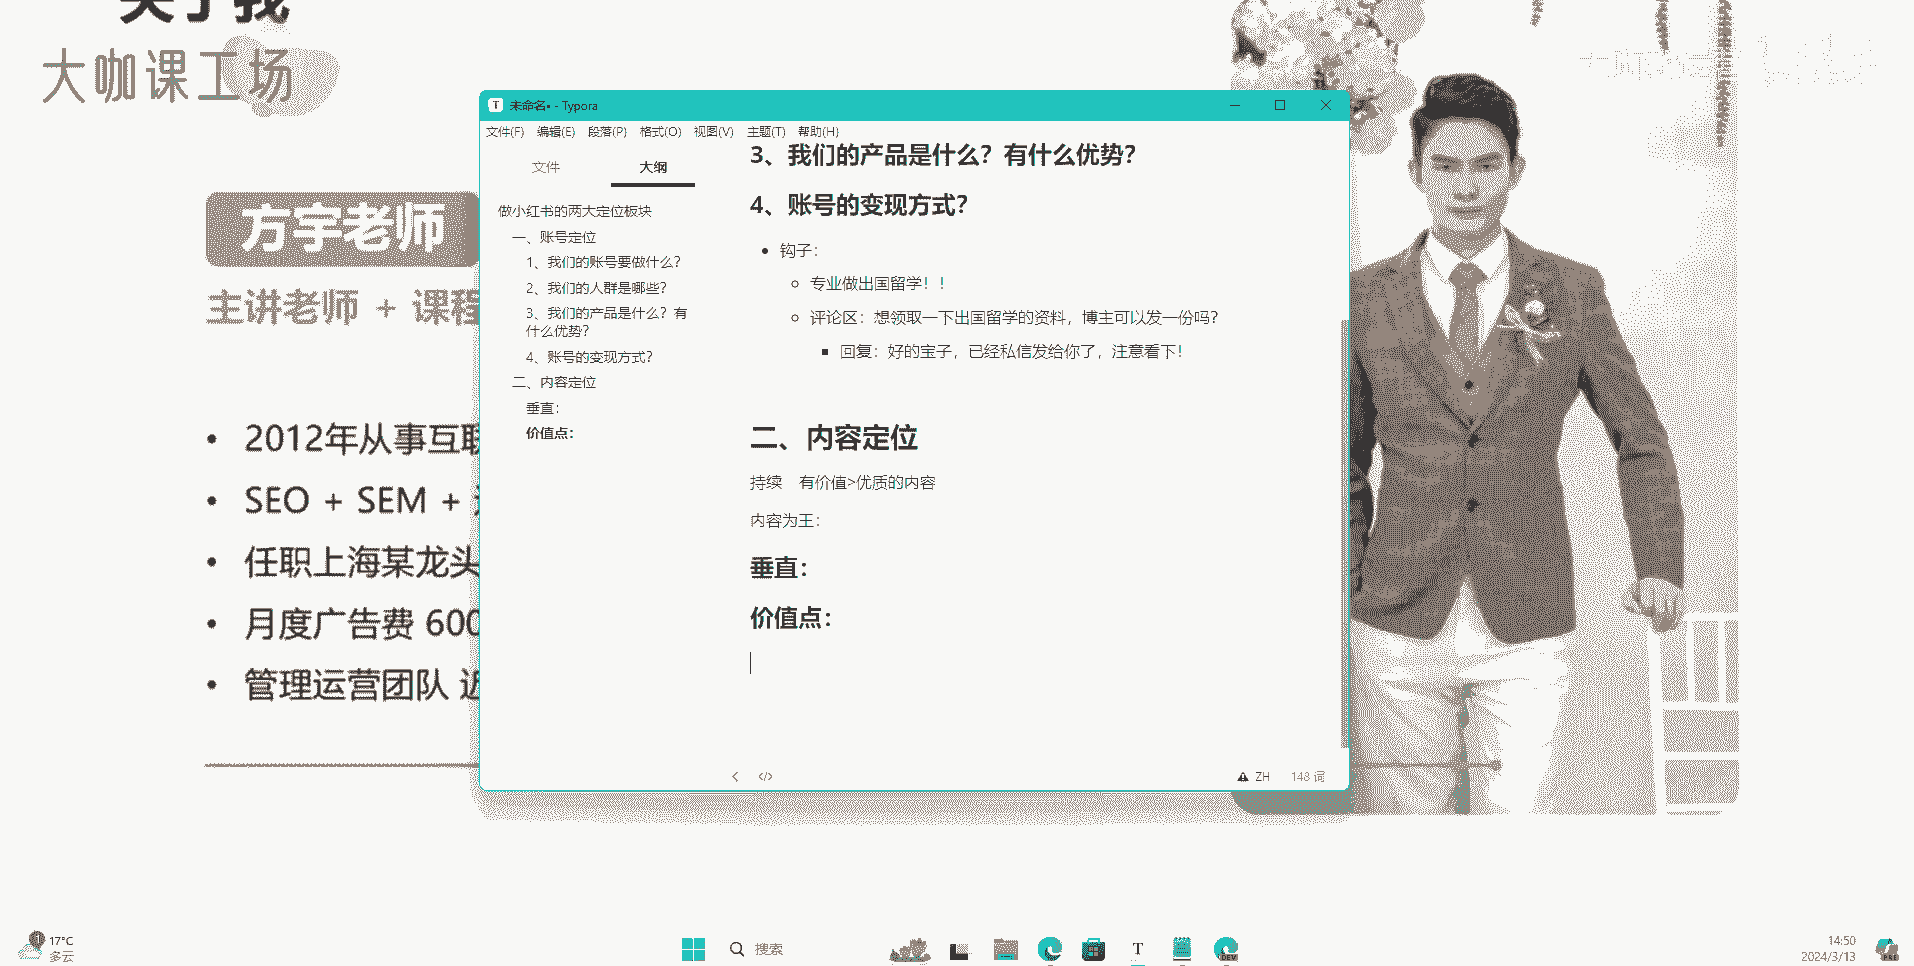 关于我
大咖课工场
方宇老师
主讲老师 + 课程
2012年从事互联
SEO + SEM +
任职上海某龙头
月度广告费 600
管理运营团队 近
未命名• - Typora
文件(F) 编辑(E) 段落(P) 格式(O) 视图(V) 主题(T) 帮助(H)
文件 大纲
做小红书的两大定位板块
一、账号定位
1、我们的账号要做什么？
2、我们的人群是哪些？
3、我们的产品是什么？有
什么优势？
4、账号的变现方式？
二、内容定位
垂直：
价值点：
3、我们的产品是什么？有什么优势？
4、账号的变现方式？
钩子：
专业做出国留学！！
评论区：想领取一下出国留学的资料，博主可以发一份吗？
回复：好的宝子，已经私信发给你了，注意看下！
二、内容定位
持续 有价值>优质的内容
内容为王：
垂直：
价值点：
ZH 148 词
17°C
多云
搜索
T
DEV
14:50
2024/3/13
PRE